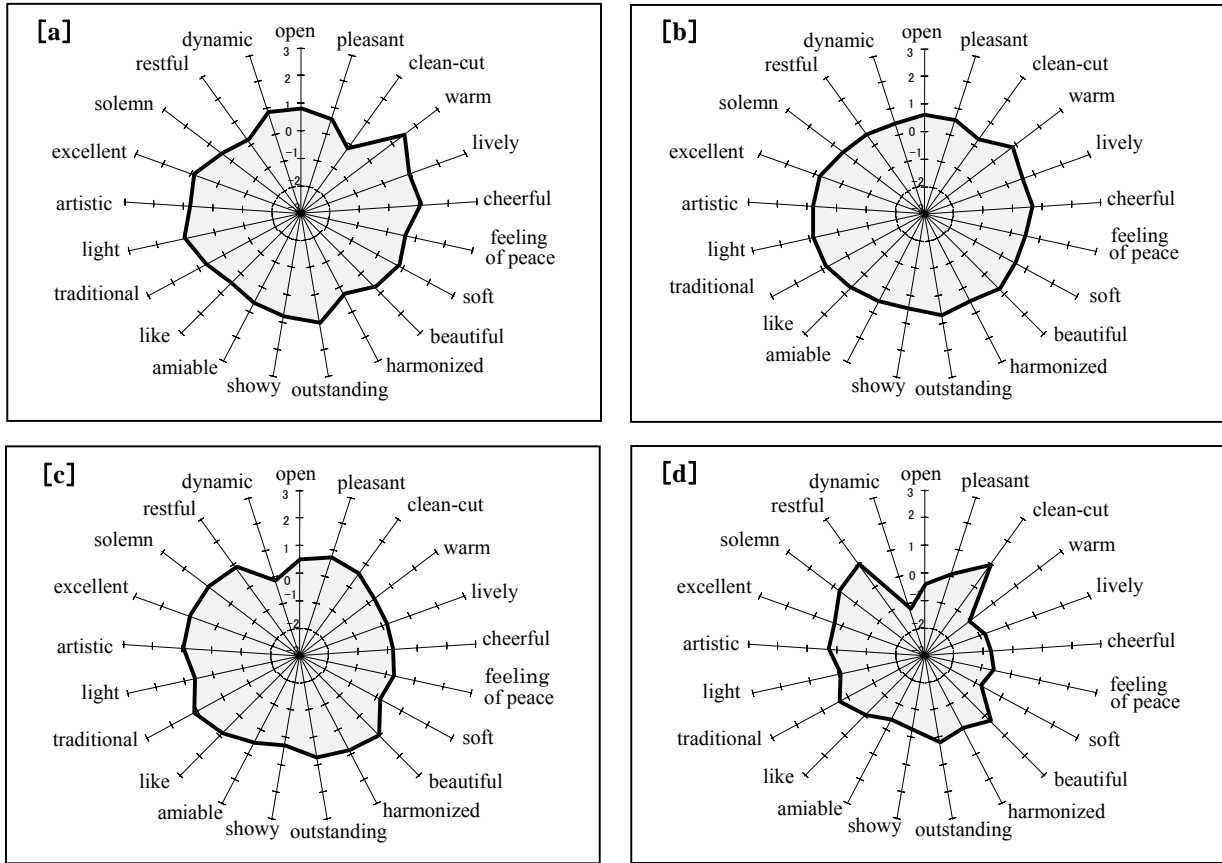 [a]
open
pleasant
clean-cut
warm
lively
cheerful
feeling
of peace
soft
beautiful
harmonized
outstanding
showy
amiable
like
traditional
light
artistic
excellent
solemn
restful
dynamic
3
2
1
0
-1
-2
[b]
open
pleasant
clean-cut
warm
lively
cheerful
feeling
of peace
soft
beautiful
harmonized
outstanding
showy
amiable
like
traditional
light
artistic
excellent
solemn
restful
dynamic
3
2
1
0
-1
-2
[c]
open
pleasant
clean-cut
warm
lively
cheerful
feeling
of peace
soft
beautiful
harmonized
outstanding
showy
amiable
like
traditional
light
artistic
excellent
solemn
restful
dynamic
3
2
1
0
-1
-2
[d]
open
pleasant
clean-cut
warm
lively
cheerful
feeling
of peace
soft
beautiful
harmonized
outstanding
showy
amiable
like
traditional
light
artistic
excellent
solemn
restful
dynamic
3
2
1
0
-1
-2